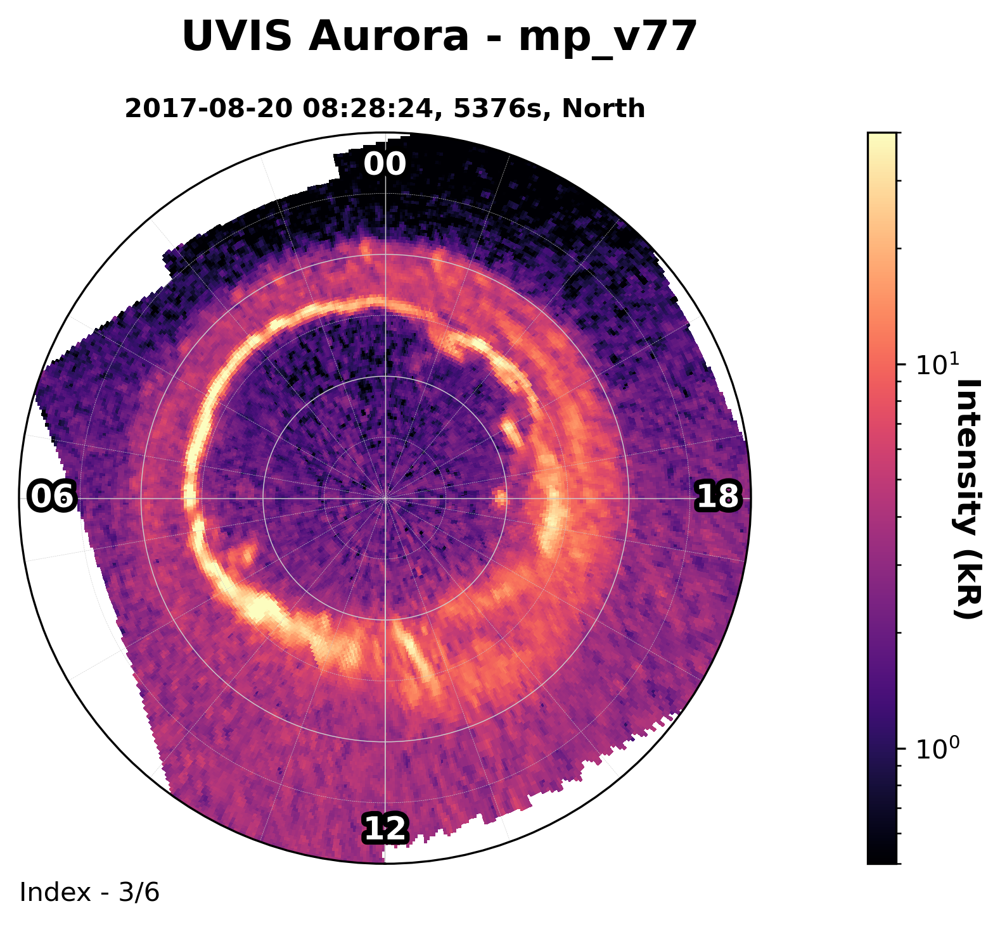 UVIS Aurora - mp_v77
2017-08-20 08:28:24, 5376s, North
00
06
18
12
10¹
10⁰
Intensity (kR)
Index - 3/6